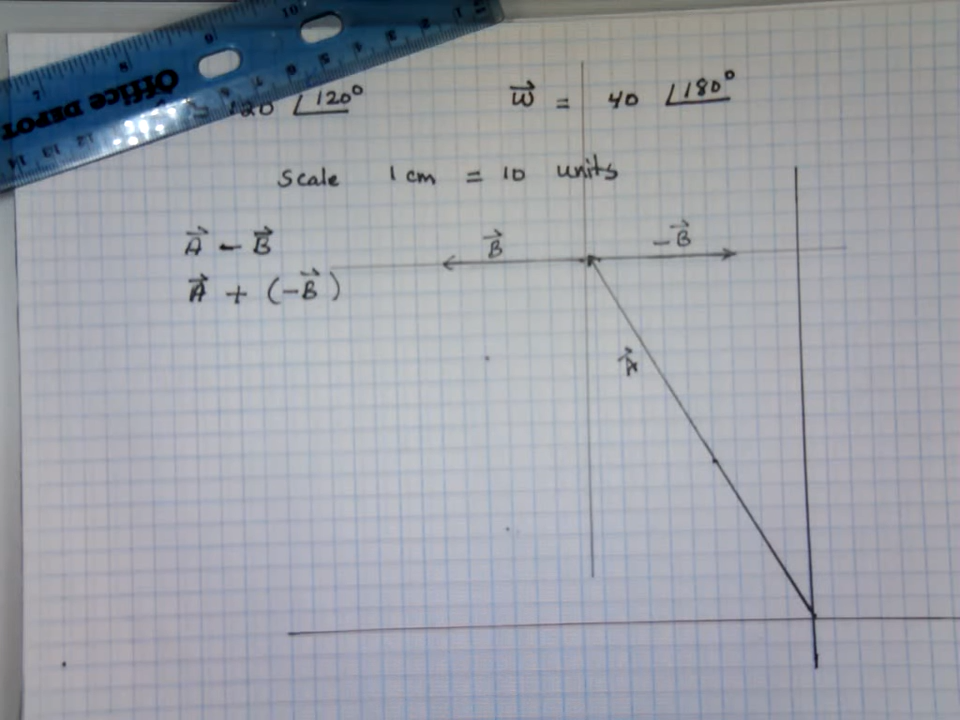 Office DEPOT
120 ∠120°
W⃗ = 40 ∠180°
Scale 1 cm = 10 units
A⃗ - B⃗
A⃗ + (-B⃗)
B⃗
-B⃗
A⃗